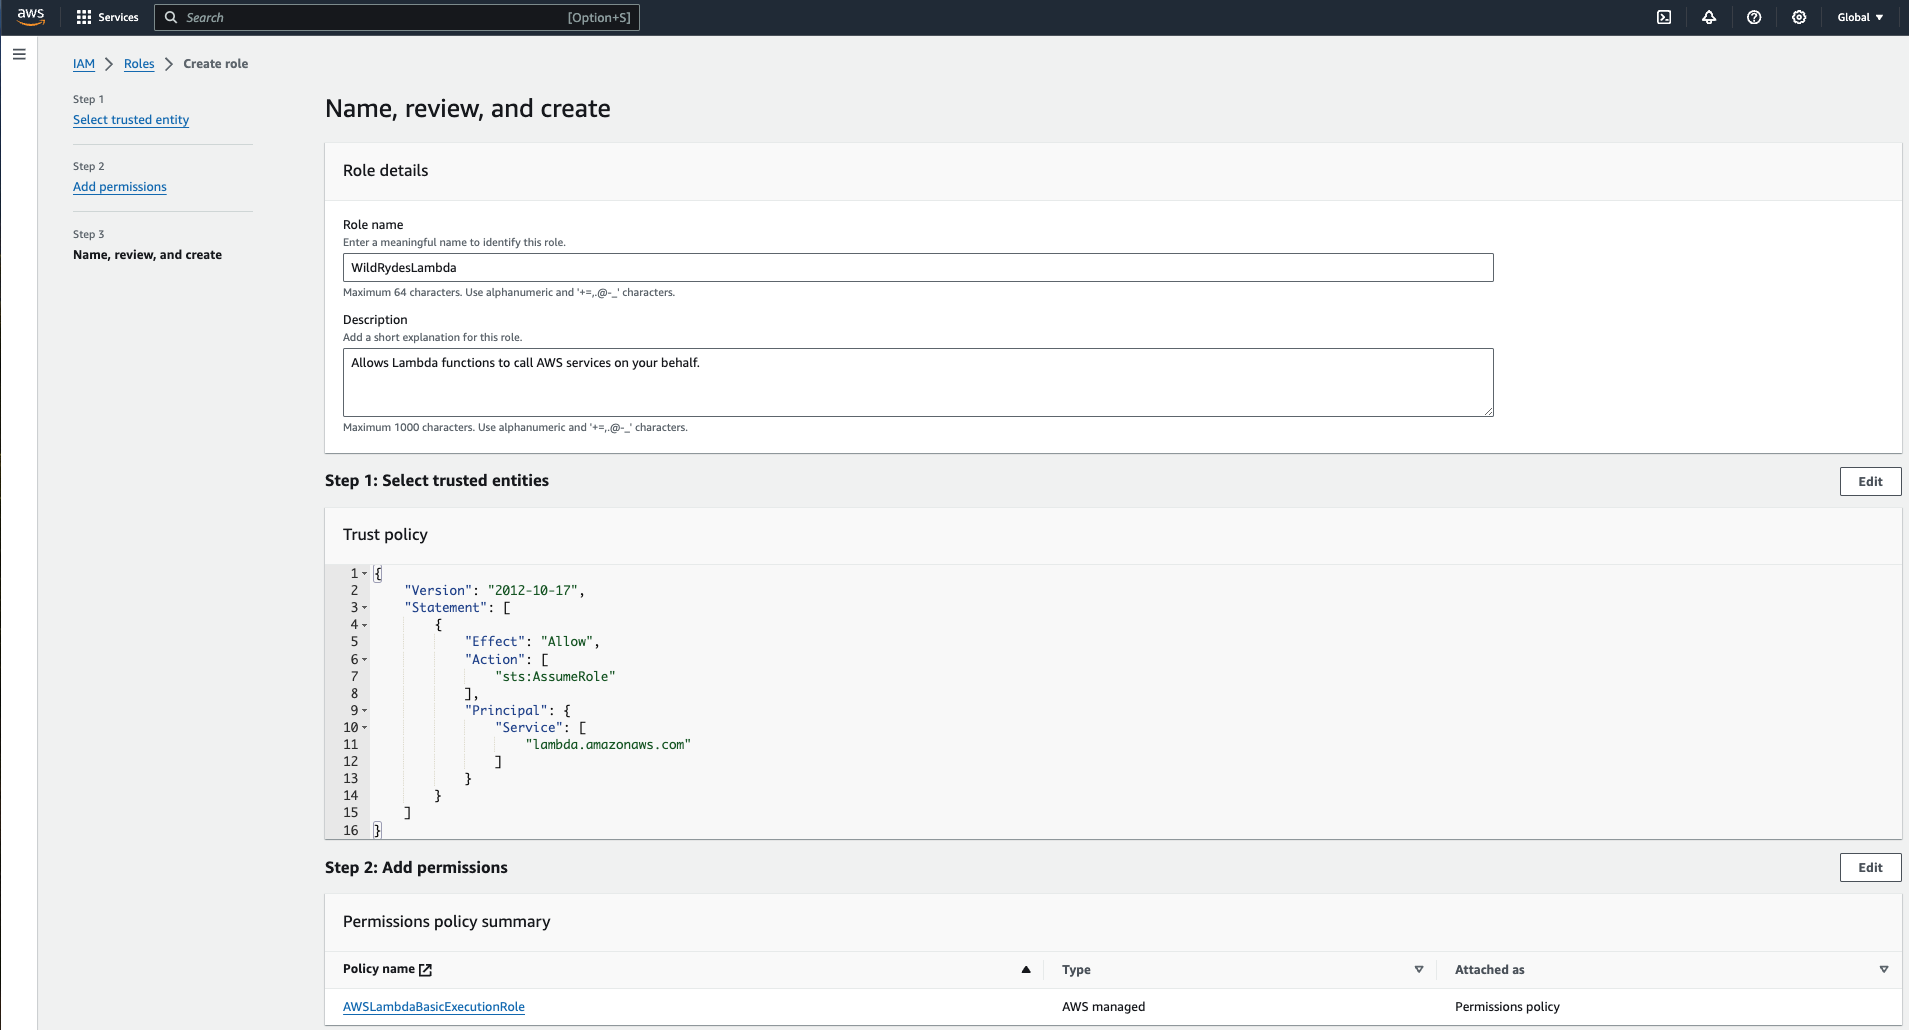 aws
Services
Search
[Option+S]
Global
IAM
Roles
Create role
Step 1
Select trusted entity
Step 2
Add permissions
Step 3
Name, review, and create
Name, review, and create
Role details
Role name
Enter a meaningful name to identify this role.
WildRydesLambda
Maximum 64 characters. Use alphanumeric and '+=,.@-_' characters.
Description
Add a short explanation for this role.
Allows Lambda functions to call AWS services on your behalf.
Maximum 1000 characters. Use alphanumeric and '+=,.@-_' characters.
Step 1: Select trusted entities
Edit
Trust policy
1 {
2 "Version": "2012-10-17",
3 "Statement": [
4 {
5 "Effect": "Allow",
6 "Action": [
7 "sts:AssumeRole"
8 ],
9 "Principal": {
10 "Service": [
11 "lambda.amazonaws.com"
12 ]
13 }
14 }
15 ]
16 }
Step 2: Add permissions
Edit
Permissions policy summary
Policy name
Type
Attached as
AWSLambdaBasicExecutionRole
AWS managed
Permissions policy